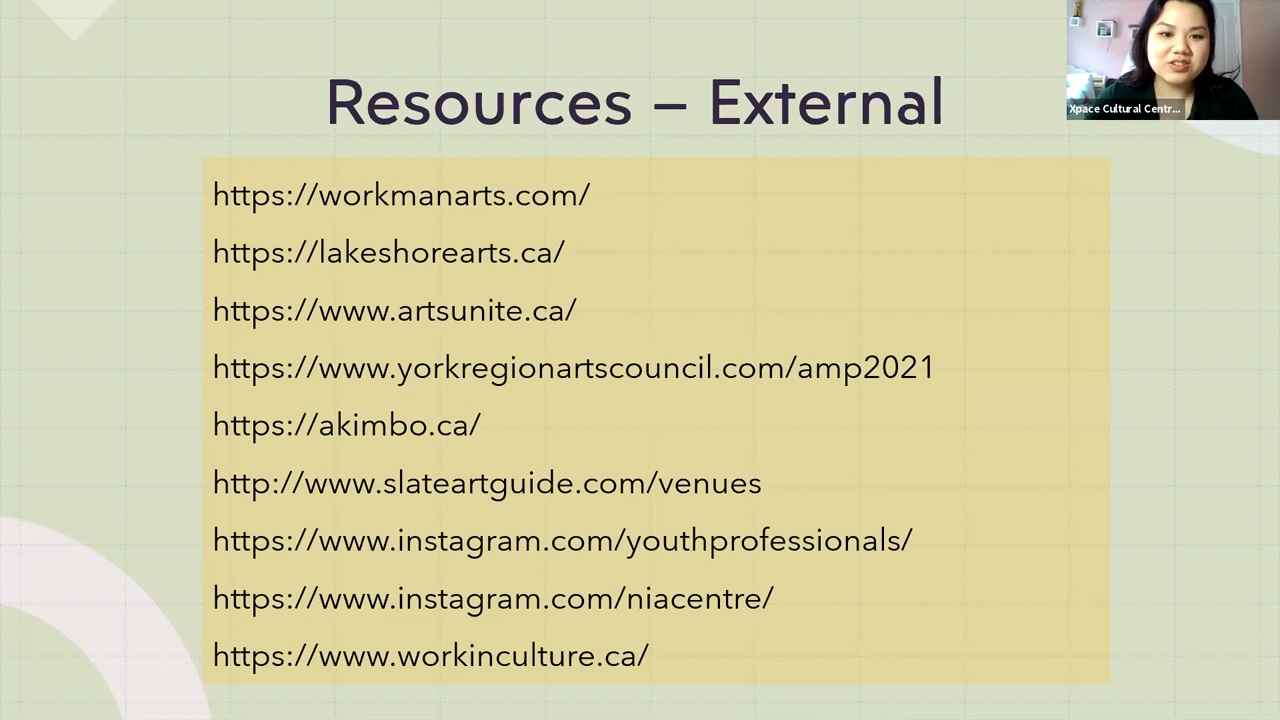 Resources – External
Xpace Cultural Centr...
https://workmanarts.com/
https://lakeshorearts.ca/
https://www.artsunite.ca/
https://www.yorkregionartscouncil.com/amp2021
https://akimbo.ca/
http://www.slateartguide.com/venues
https://www.instagram.com/youthprofessionals/
https://www.instagram.com/niacentre/
https://www.workinculture.ca/